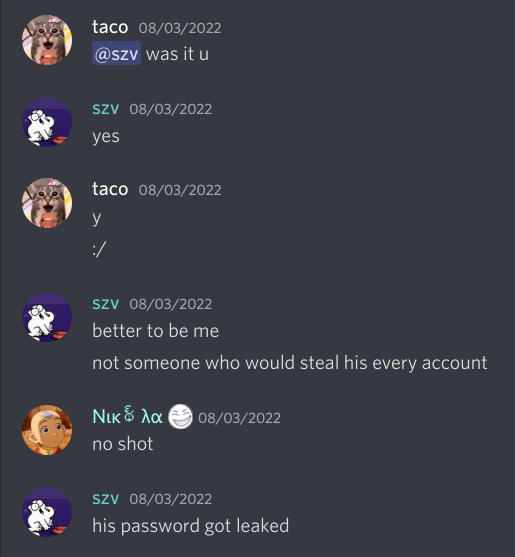 taco 08/03/2022
@szv was it u
szv 08/03/2022
yes
taco 08/03/2022
y
:/
szv 08/03/2022
better to be me
not someone who would steal his every account
08/03/2022
no shot
szv 08/03/2022
his password got leaked